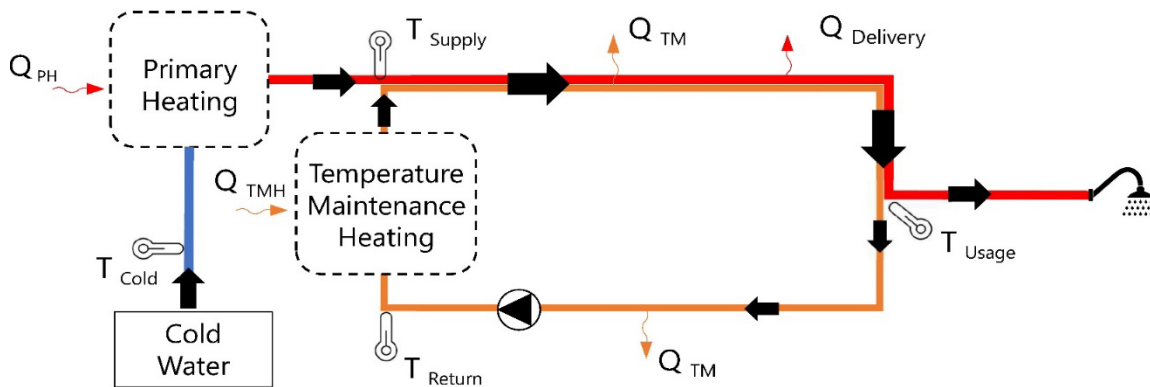 T Supply
Q TM
Q Delivery
Q PH
Primary
Heating
Q TMH
Temperature
Maintenance
Heating
T Cold
T Usage
Cold
Water
T Return
Q TM